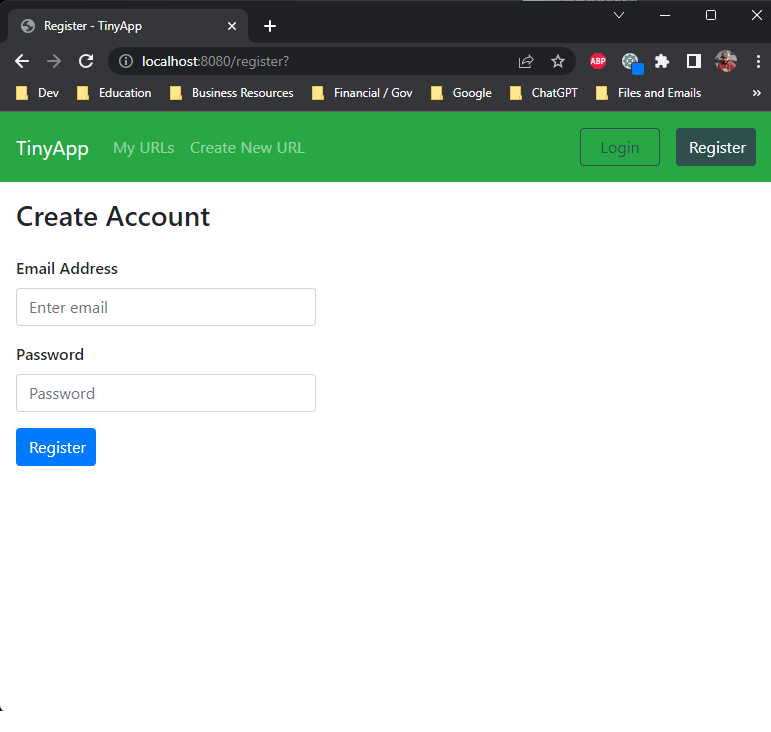 Register - TinyApp
localhost:8080/register?
ABP
Dev Education Business Resources Financial / Gov Google ChatGPT Files and Emails »
TinyApp My URLs Create New URL Login Register
Create Account
Email Address
Enter email
Password
Password
Register